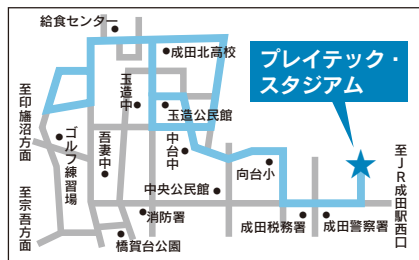 給食センター
成田北高校
プレイテック・
スタジアム
玉造中
玉造公民館
至印旛沼方面
ゴルフ練習場
吾妻中
中台中
向台小
至JR成田駅西口
中央公民館
至宗吾方面
消防署
成田税務署
成田警察署
橋賀台公園